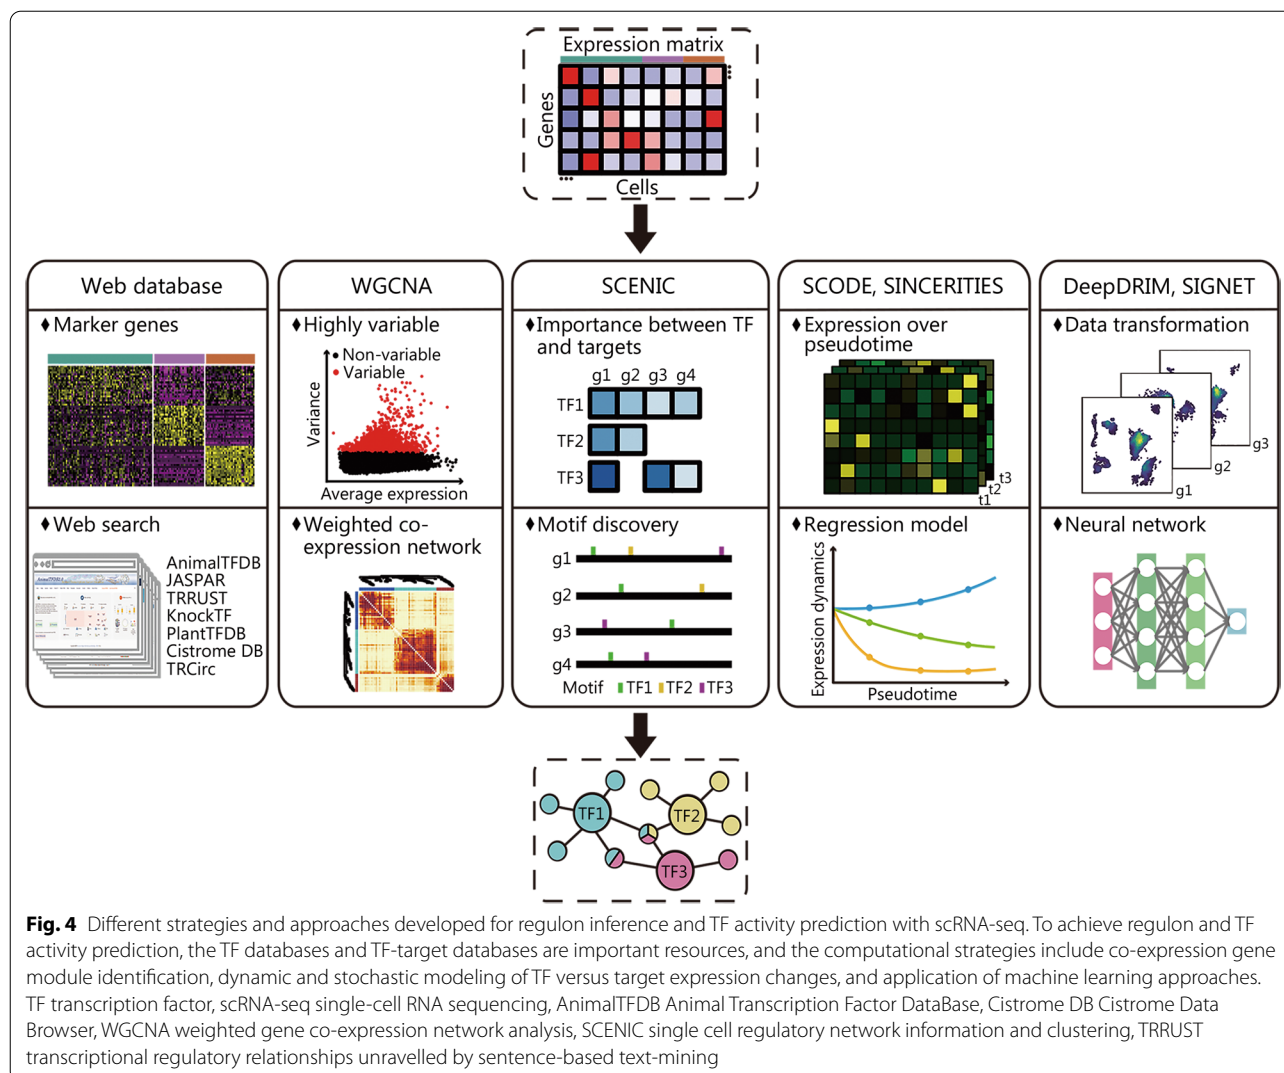 Expression matrix
Genes
Cells
Web database
♦Marker genes
♦Web search
AnimalTFDB
JASPAR
TRRUST
KnockTF
PlantTFDB
Cistrome DB
TRCirc
WGCNA
♦Highly variable
Non-variable
Variable
Variance
Average expression
♦Weighted co-
expression network
SCENIC
♦Importance between TF
and targets
g1 g2 g3 g4
TF1
TF2
TF3
♦Motif discovery
g1
g2
g3
g4
Motif TF1 TF2 TF3
SCODE, SINCERITIES
♦Expression over
pseudotime
t3
t2
t1
♦Regression model
Expression dynamics
Pseudotime
DeepDRIM, SIGNET
♦Data transformation
g3
g2
g1
♦Neural network
TF1
TF2
TF3
Fig. 4 Different strategies and approaches developed for regulon inference and TF activity prediction with scRNA-seq. To achieve regulon and TF
activity prediction, the TF databases and TF-target databases are important resources, and the computational strategies include co-expression gene
module identification, dynamic and stochastic modeling of TF versus target expression changes, and application of machine learning approaches.
TF transcription factor, scRNA-seq single-cell RNA sequencing, AnimalTFDB Animal Transcription Factor DataBase, Cistrome DB Cistrome Data
Browser, WGCNA weighted gene co-expression network analysis, SCENIC single cell regulatory network information and clustering, TRRUST
transcriptional regulatory relationships unravelled by sentence-based text-mining